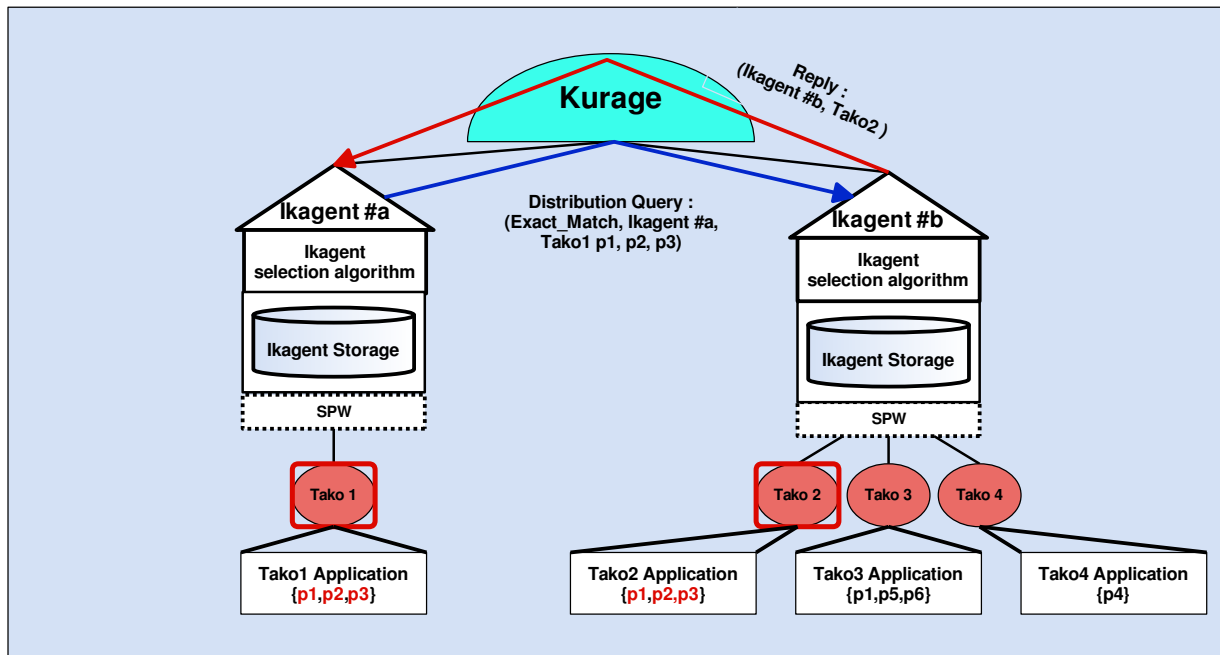 Kurage
Reply :
(Ikagent #b, Tako2 )
Distribution Query :
(Exact_Match, Ikagent #a,
Tako1 p1, p2, p3)
Ikagent #a
Ikagent
selection algorithm
Ikagent Storage
SPW
Tako 1
Tako1 Application
{p1,p2,p3}
Ikagent #b
Ikagent
selection algorithm
Ikagent Storage
SPW
Tako 2
Tako 3
Tako 4
Tako2 Application
{p1,p2,p3}
Tako3 Application
{p1,p5,p6}
Tako4 Application
{p4}